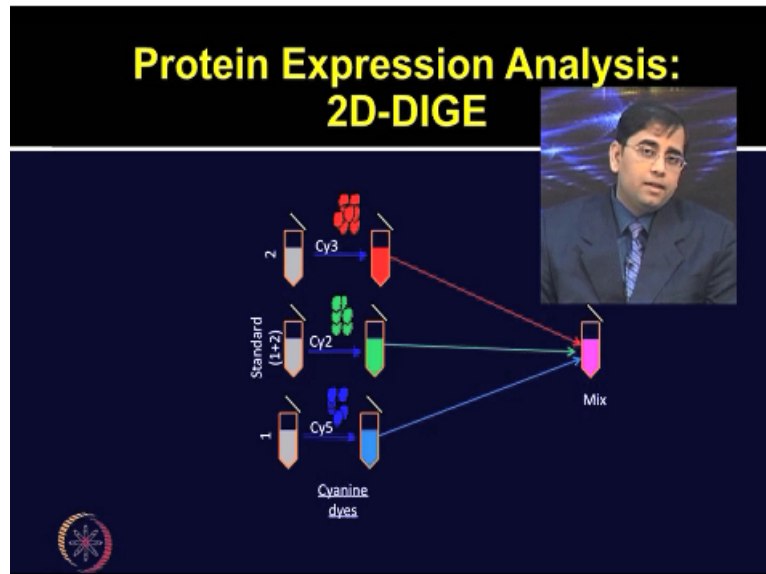 Protein Expression Analysis:
2D-DIGE
2
Cy3
Standard
(1+2)
Cy2
1
Cy5
Mix
Cyanine
dyes